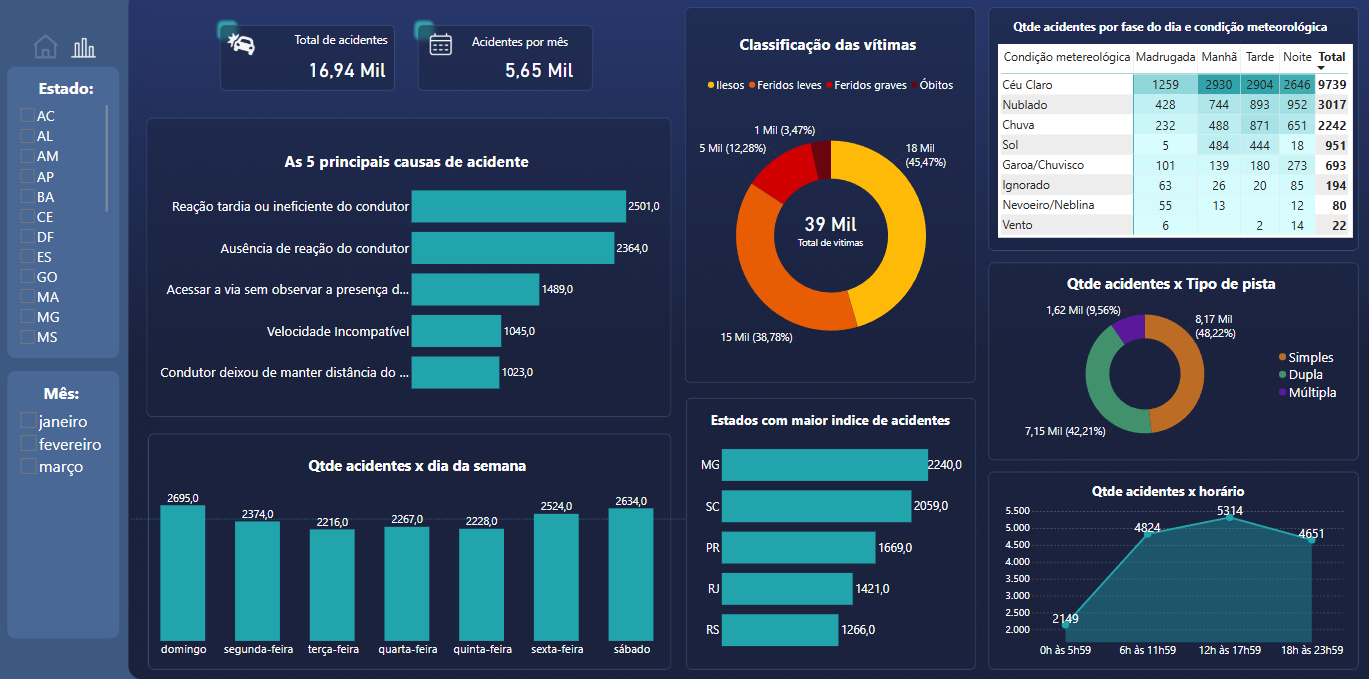 Estado:
AC
AL
AM
AP
BA
CE
DF
ES
GO
MA
MG
MS
Mês:
janeiro
fevereiro
março
Total de acidentes
16,94 Mil
Acidentes por mês
5,65 Mil
As 5 principais causas de acidente
Reação tardia ou ineficiente do condutor 2501,0
Ausência de reação do condutor 2364,0
Acessar a via sem observar a presença d... 1489,0
Velocidade Incompatível 1045,0
Condutor deixou de manter distância do ... 1023,0
Qtde acidentes x dia da semana
2695,0 2374,0 2216,0 2267,0 2228,0 2524,0 2634,0
domingo segunda-feira terça-feira quarta-feira quinta-feira sexta-feira sábado
Classificação das vítimas
Ilesos Feridos leves Feridos graves Óbitos
1 Mil (3,47%)
5 Mil (12,28%)
18 Mil
(45,47%)
39 Mil
Total de vitimas
15 Mil (38,78%)
Estados com maior indice de acidentes
MG 2240,0
SC 2059,0
PR 1669,0
RJ 1421,0
RS 1266,0
Qtde acidentes por fase do dia e condição meteorológica
Condição metereológica Madrugada Manhã Tarde Noite Total
Céu Claro 1259 2930 2904 2646 9739
Nublado 428 744 893 952 3017
Chuva 232 488 871 651 2242
Sol 5 484 444 18 951
Garoa/Chuvisco 101 139 180 273 693
Ignorado 63 26 20 85 194
Nevoeiro/Neblina 55 13 12 80
Vento 6 2 14 22
Qtde acidentes x Tipo de pista
1,62 Mil (9,56%)
8,17 Mil
(48,22%)
7,15 Mil (42,21%)
Simples
Dupla
Múltipla
Qtde acidentes x horário
5.500
5.000
4.500
4.000
3.500
3.000
2.500
2.000
2149 4824 5314 4651
0h às 5h59 6h às 11h59 12h às 17h59 18h às 23h59